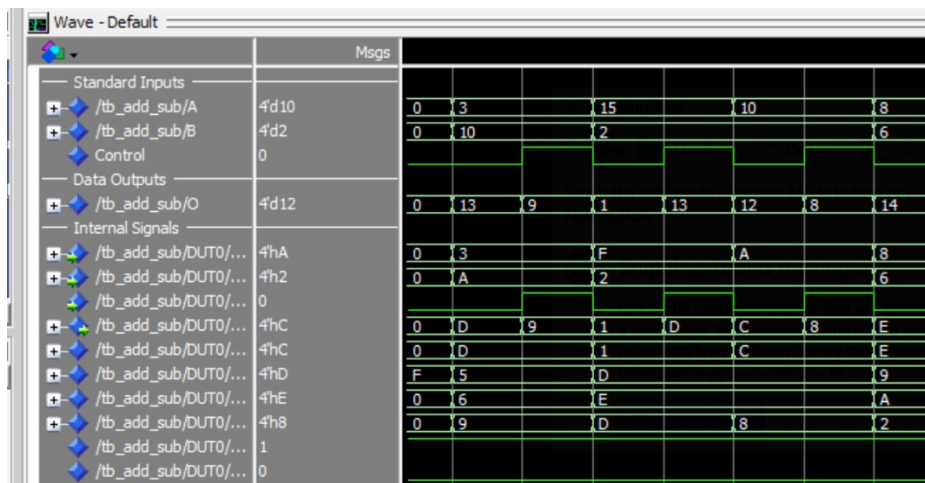 Wave - Default
Msgs
Standard Inputs
/tb_add_sub/A 4'd10 0 3 15 10 8
/tb_add_sub/B 4'd2 0 10 2 6
Control 0
Data Outputs
/tb_add_sub/O 4'd12 0 13 9 1 13 12 8 14
Internal Signals
/tb_add_sub/DUT0/... 4'hA 0 3 F A 8
/tb_add_sub/DUT0/... 4'h2 0 A 2 6
/tb_add_sub/DUT0/... 0
/tb_add_sub/DUT0/... 4'hC 0 D 9 1 D C 8 E
/tb_add_sub/DUT0/... 4'hC 0 D 1 C E
/tb_add_sub/DUT0/... 4'hD F 5 D 9
/tb_add_sub/DUT0/... 4'hE 0 6 E A
/tb_add_sub/DUT0/... 4'h8 0 9 D 8 2
/tb_add_sub/DUT0/... 1
/tb_add_sub/DUT0/... 0